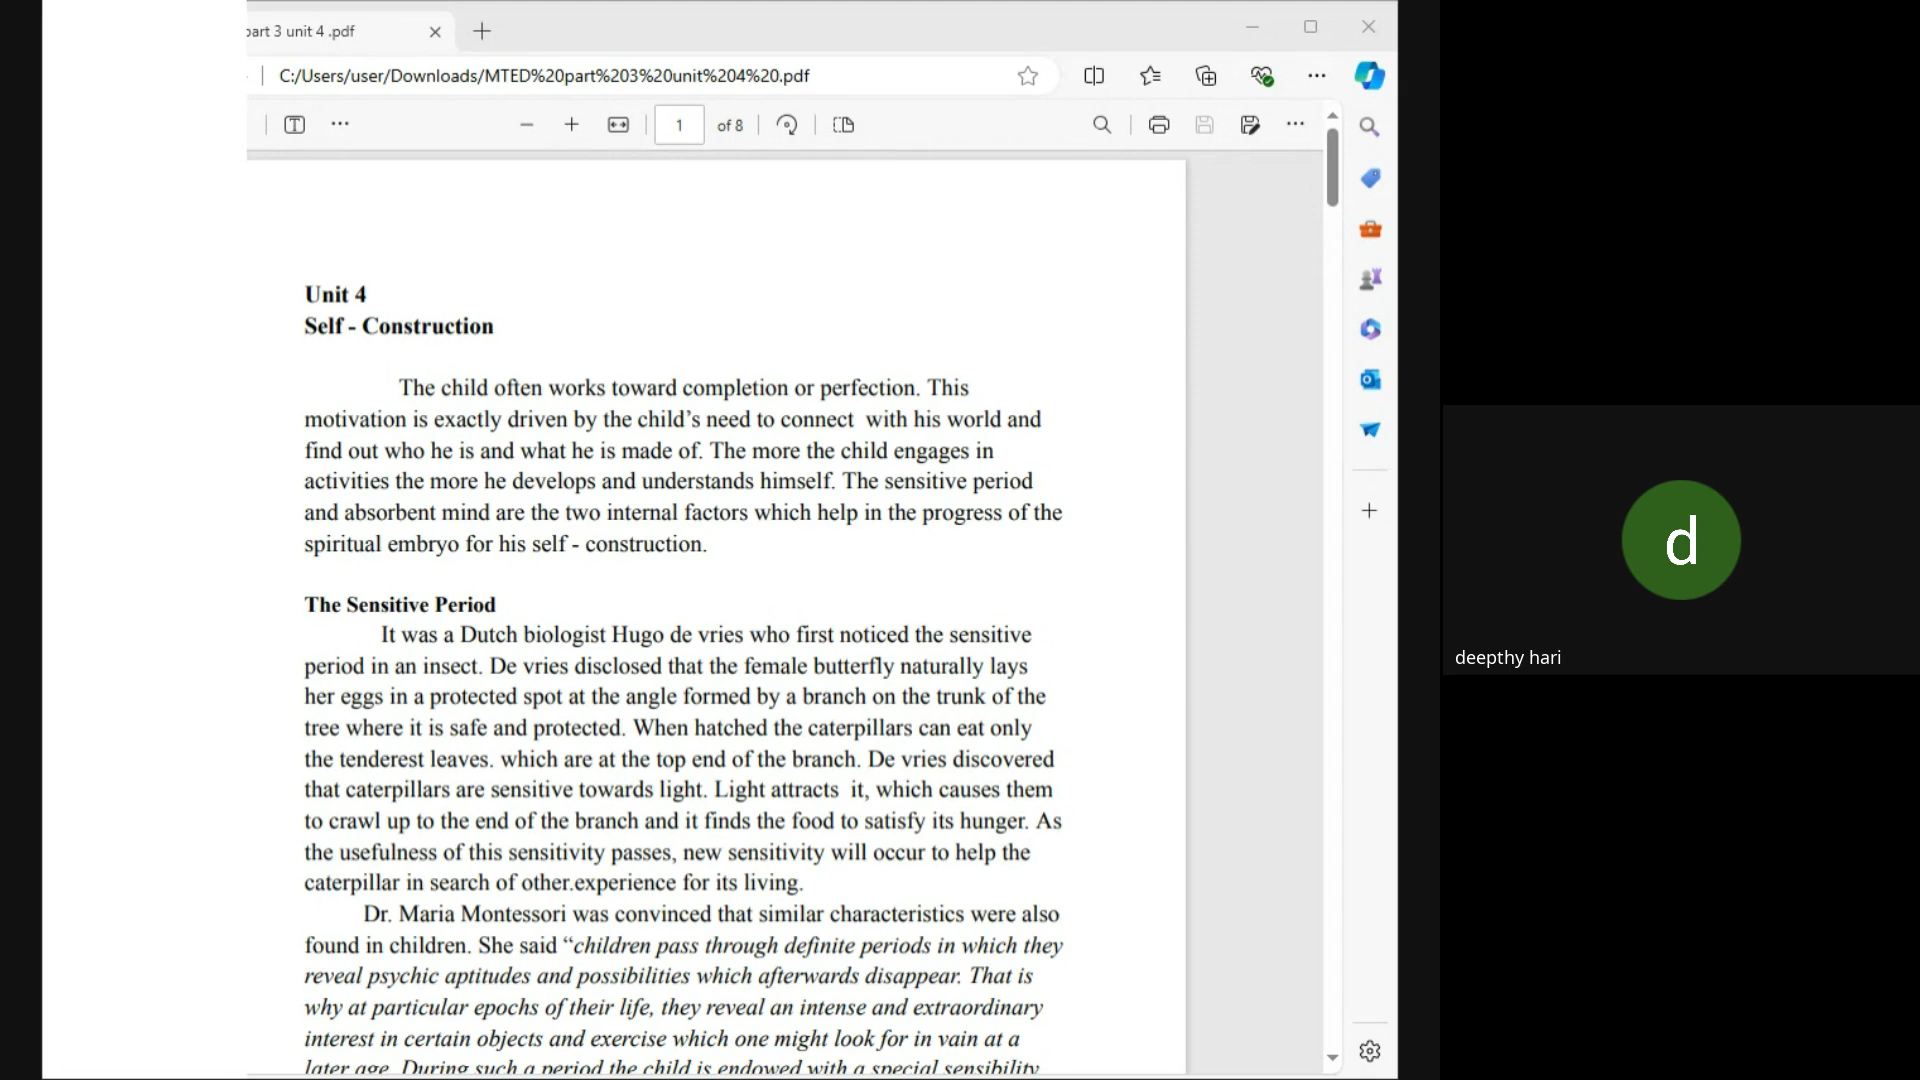 part 3 unit 4 .pdf
C:/Users/user/Downloads/MTED%20part%203%20unit%204%20.pdf
1 of 8
Unit 4
Self - Construction
The child often works toward completion or perfection. This
motivation is exactly driven by the child's need to connect  with his world and
find out who he is and what he is made of. The more the child engages in
activities the more he develops and understands himself. The sensitive period
and absorbent mind are the two internal factors which help in the progress of the
spiritual embryo for his self - construction.
The Sensitive Period
It was a Dutch biologist Hugo de vries who first noticed the sensitive
period in an insect. De vries disclosed that the female butterfly naturally lays
her eggs in a protected spot at the angle formed by a branch on the trunk of the
tree where it is safe and protected. When hatched the caterpillars can eat only
the tenderest leaves. which are at the top end of the branch. De vries discovered
that caterpillars are sensitive towards light. Light attracts  it, which causes them
to crawl up to the end of the branch and it finds the food to satisfy its hunger. As
the usefulness of this sensitivity passes, new sensitivity will occur to help the
caterpillar in search of other.experience for its living.
Dr. Maria Montessori was convinced that similar characteristics were also
found in children. She said “children pass through definite periods in which they
reveal psychic aptitudes and possibilities which afterwards disappear. That is
why at particular epochs of their life, they reveal an intense and extraordinary
interest in certain objects and exercise which one might look for in vain at a
later age. During such a period the child is endowed with a special sensibility
d
deepthy hari